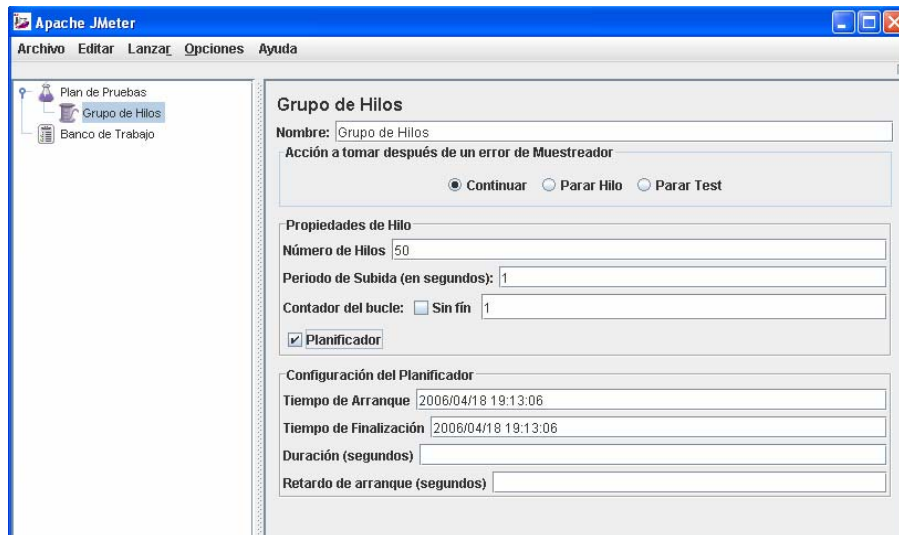 Apache JMeter
Archivo Editar Lanzar Opciones Ayuda
Plan de Pruebas
Grupo de Hilos
Banco de Trabajo
Grupo de Hilos
Nombre: Grupo de Hilos
Acción a tomar después de un error de Muestreador
Continuar Parar Hilo Parar Test
Propiedades de Hilo
Número de Hilos 50
Periodo de Subida (en segundos): 1
Contador del bucle: Sin fín 1
Planificador
Configuración del Planificador
Tiempo de Arranque 2006/04/18 19:13:06
Tiempo de Finalización 2006/04/18 19:13:06
Duración (segundos)
Retardo de arranque (segundos)